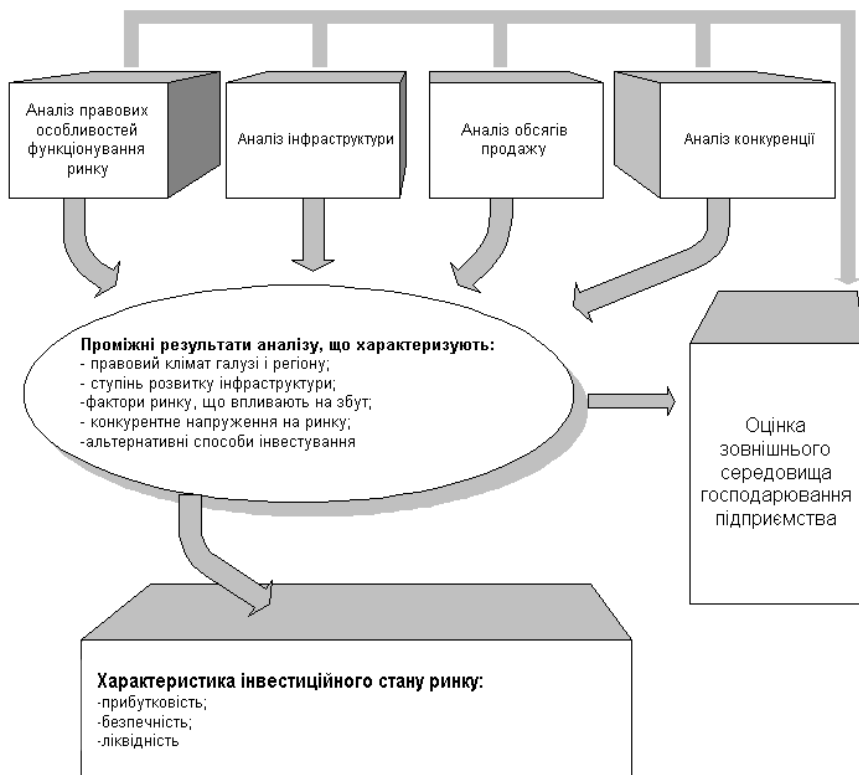 Аналіз правових
особливостей
функціонування
ринку
Аналіз інфраструктури
Аналіз обсягів
продажу
Аналіз конкуренції
Проміжні результати аналізу, що характеризують:
- правовий клімат галузі і регіону;
- ступінь розвитку інфраструктури;
-фактори ринку, що впливають на збут;
- конкурентне напруження на ринку;
-альтернативні способи інвестування
Оцінка
зовнішнього
середовища
господарювання
підприємства
Характеристика інвестиційного стану ринку:
-прибутковість;
-безпечність;
-ліквідність